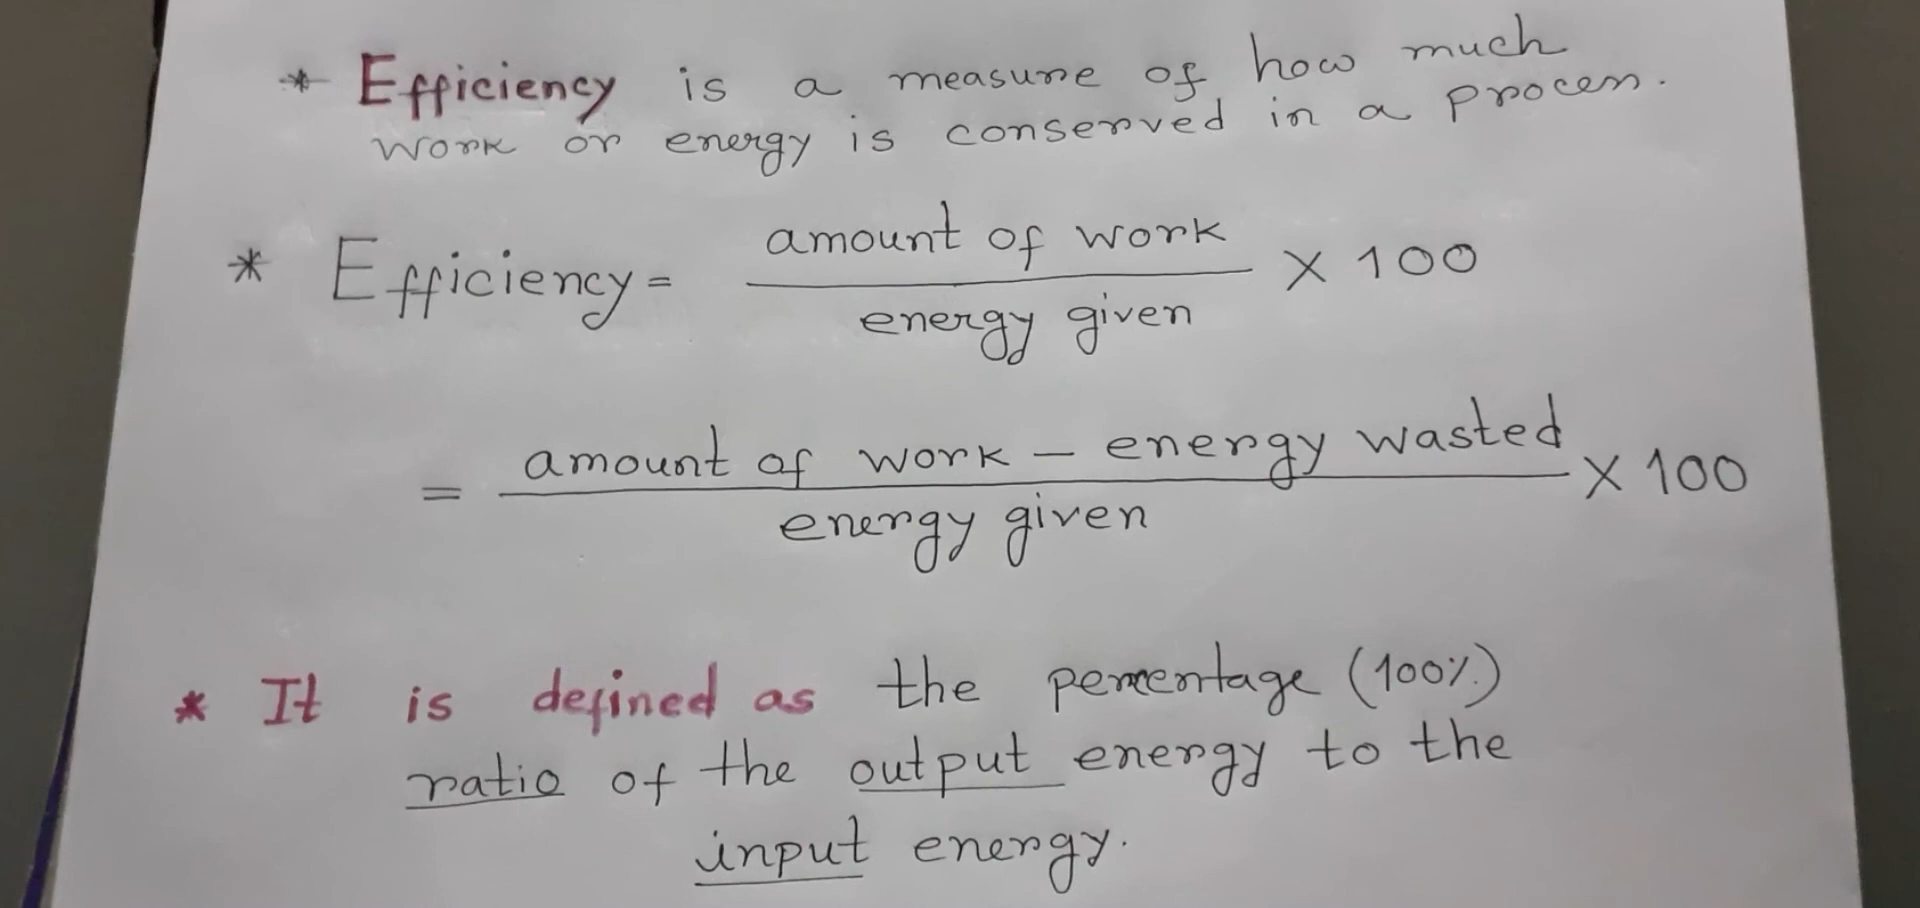 * Efficiency is a measure of how much
work or energy is conserved in a process.
* Efficiency = amount of work / energy given X 100
= amount of work – energy wasted / energy given X 100
* It is defined as the percentage (100%)
ratio of the output energy to the
input energy.